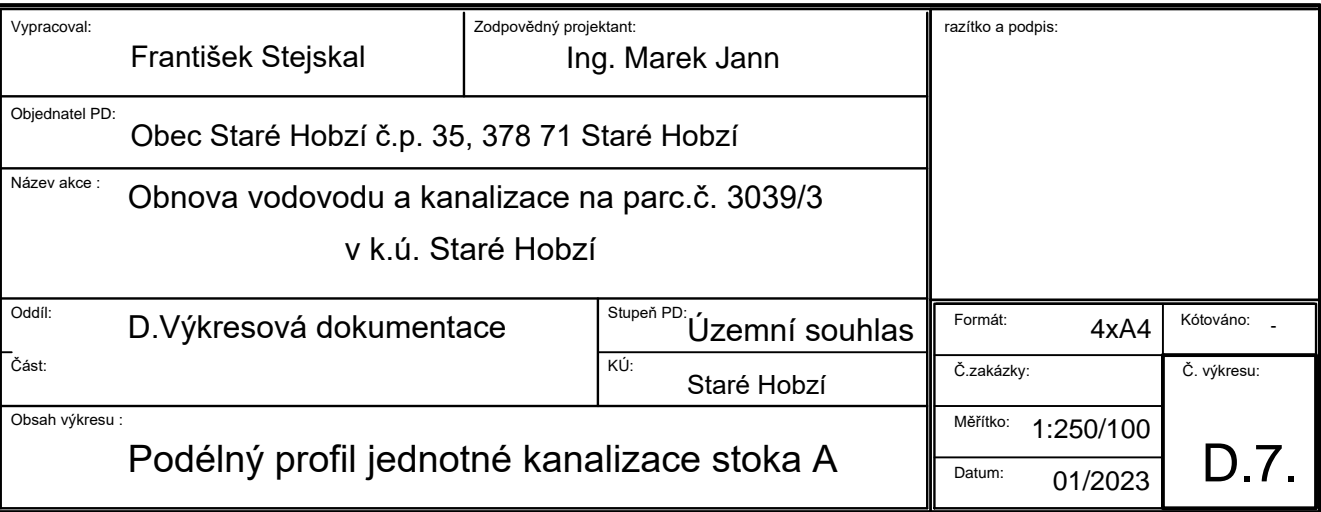 Vypracoval:
František Stejskal
Zodpovědný projektant:
Ing. Marek Jann
razítko a podpis:
Objednatel PD:
Obec Staré Hobzí č.p. 35, 378 71 Staré Hobzí
Název akce :
Obnova vodovodu a kanalizace na parc.č. 3039/3
v k.ú. Staré Hobzí
Oddíl:
D.Výkresová dokumentace
Stupeň PD:
Územní souhlas
Formát:
4xA4
Kótováno:
-
Část:
KÚ:
Staré Hobzí
Č.zakázky:
Č. výkresu:
Obsah výkresu :
Podélný profil jednotné kanalizace stoka A
Měřítko:
1:250/100
Datum:
01/2023
D.7.